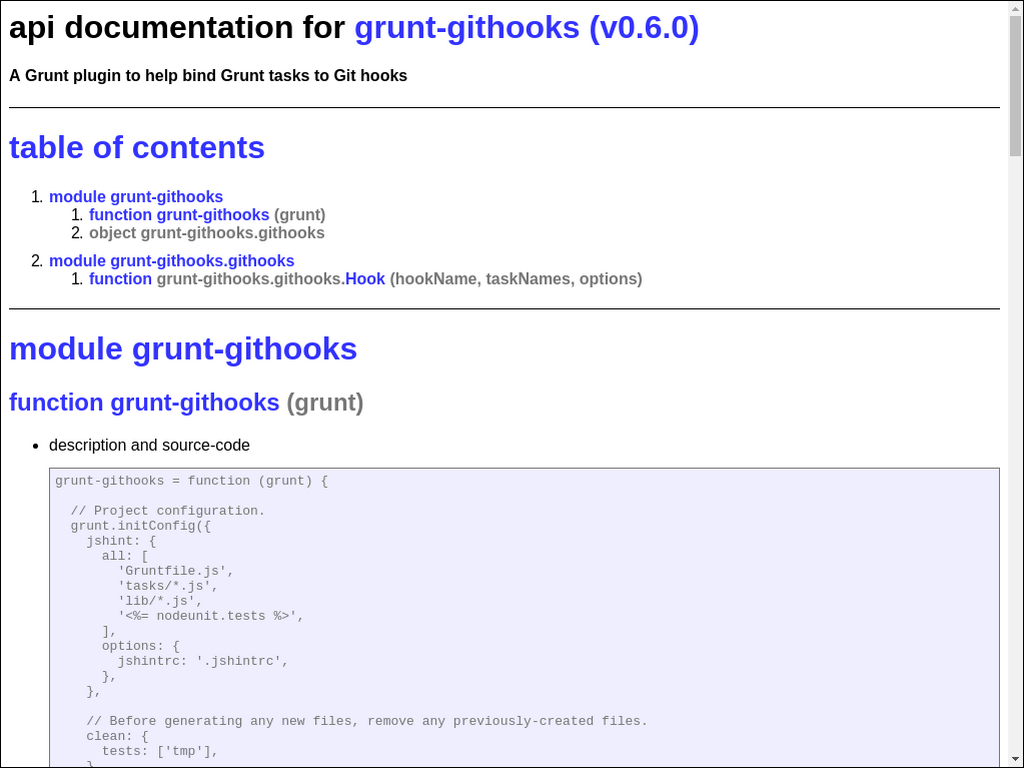 api documentation for grunt-githooks (v0.6.0)
A Grunt plugin to help bind Grunt tasks to Git hooks
table of contents
1. module grunt-githooks
1. function grunt-githooks (grunt)
2. object grunt-githooks.githooks
2. module grunt-githooks.githooks
1. function grunt-githooks.githooks.Hook (hookName, taskNames, options)
module grunt-githooks
function grunt-githooks (grunt)
• description and source-code
grunt-githooks = function (grunt) {
  // Project configuration.
  grunt.initConfig({
    jshint: {
      all: [
        'Gruntfile.js',
        'tasks/*.js',
        'lib/*.js',
        '<%= nodeunit.tests %>',
      ],
      options: {
        jshintrc: '.jshintrc',
      },
    },
    // Before generating any new files, remove any previously-created files.
    clean: {
      tests: ['tmp'],
    }